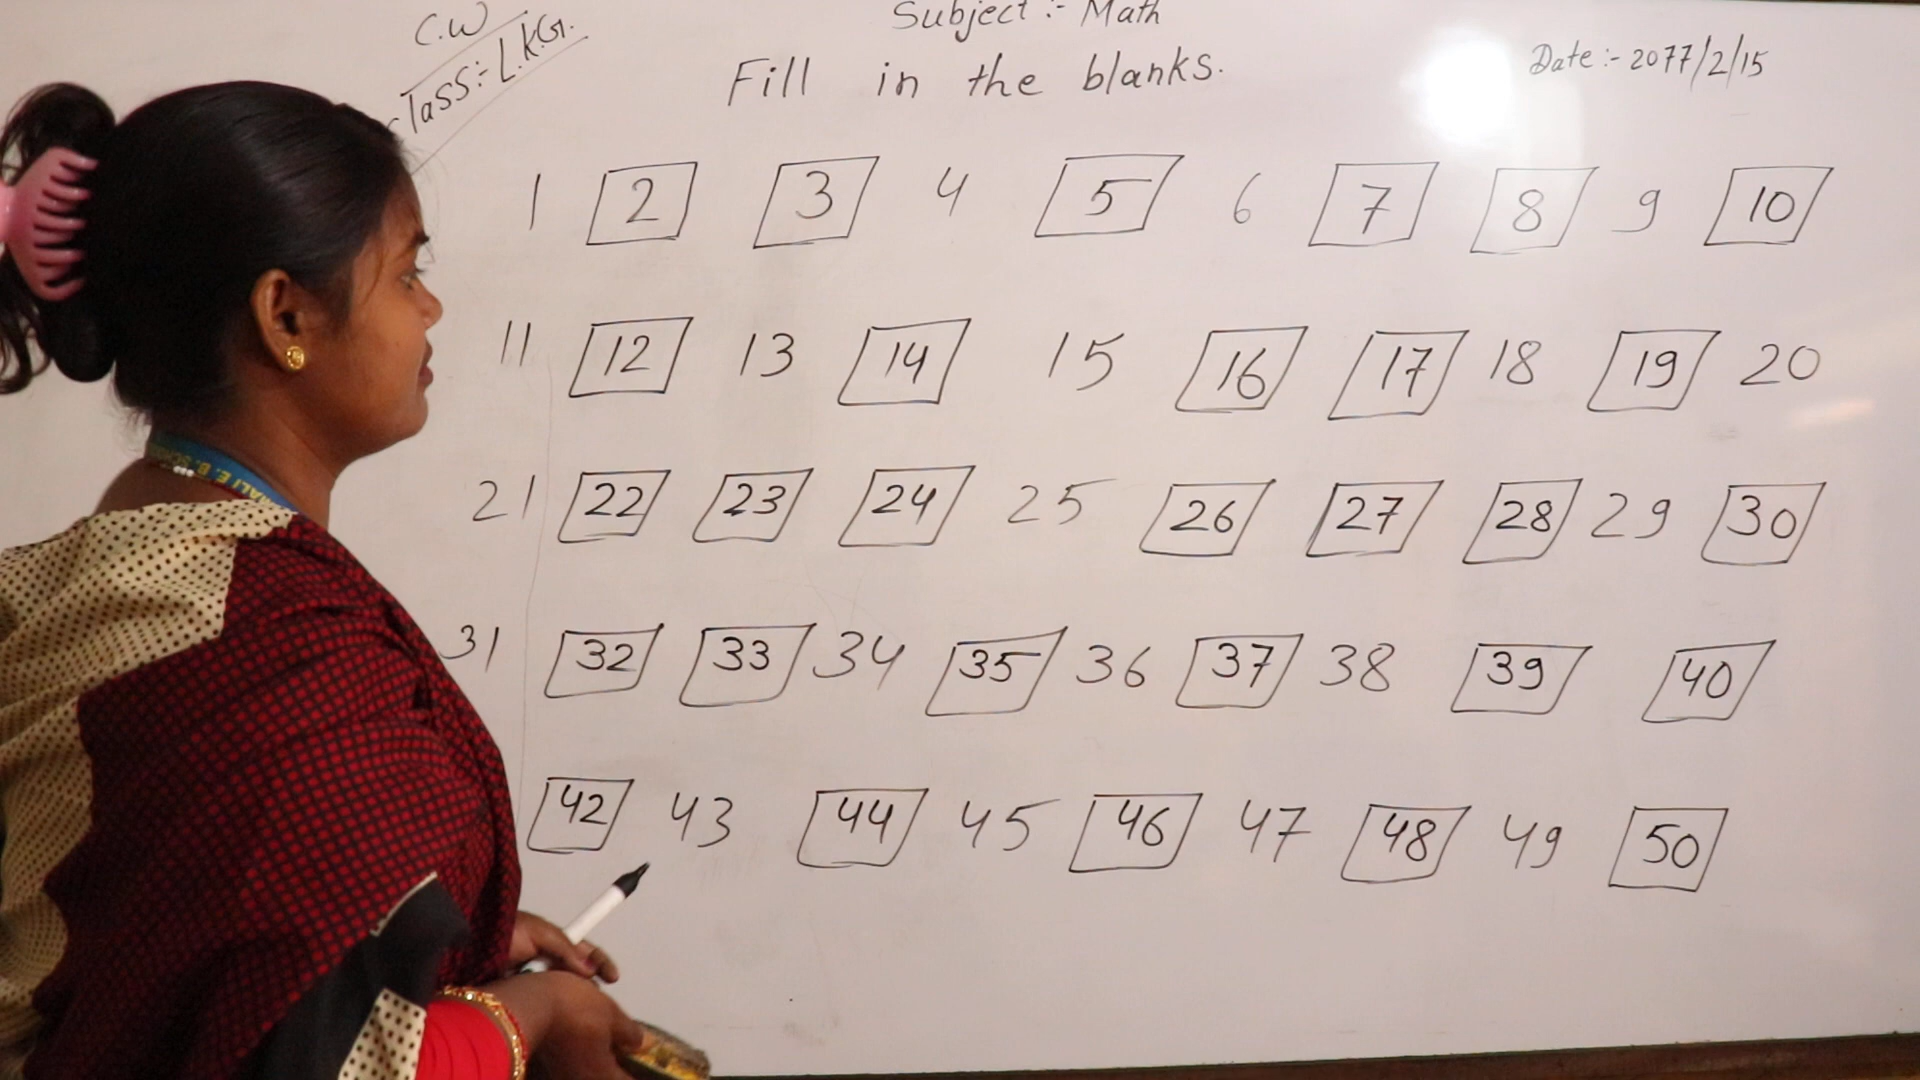 C.W
Class:- L.K.G.
Subject :- Math
Fill in the blanks.
Date :- 2077/2/15
1 2 3 4 5 6 7 8 9 10
11 12 13 14 15 16 17 18 19 20
21 22 23 24 25 26 27 28 29 30
31 32 33 34 35 36 37 38 39 40
42 43 44 45 46 47 48 49 50
MALI E. B. SCHO